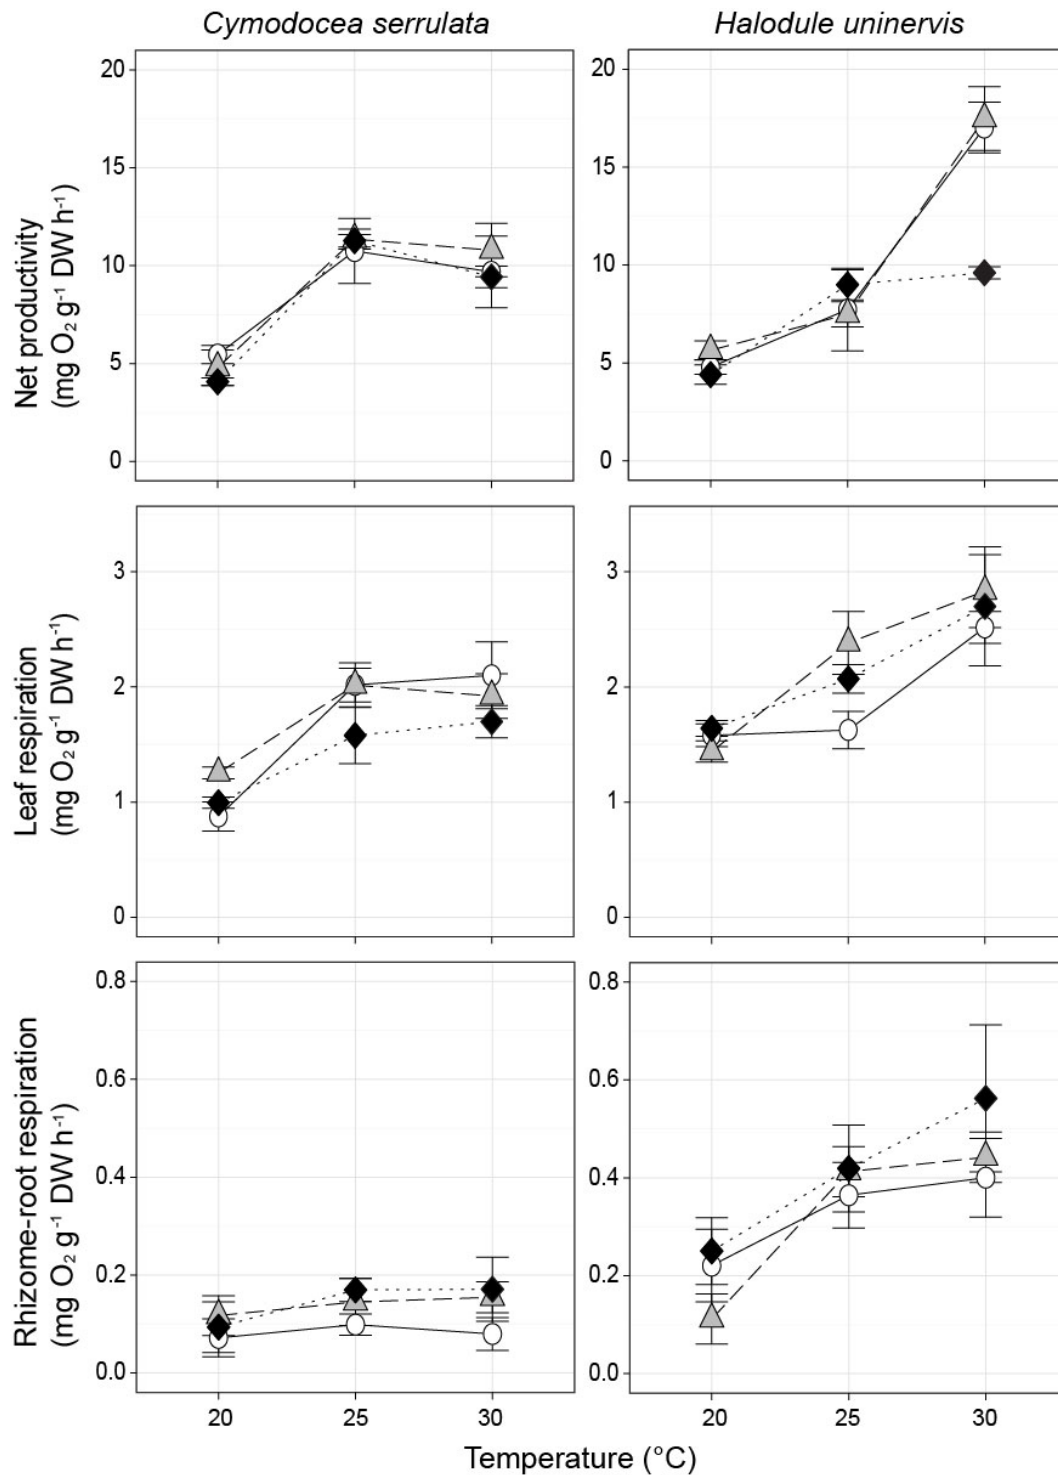 Cymodocea serrulata
Halodule uninervis
Net productivity
(mg O₂ g⁻¹ DW h⁻¹)
20
15
10
5
0
20
15
10
5
0
Leaf respiration
(mg O₂ g⁻¹ DW h⁻¹)
3
2
1
0
3
2
1
0
Rhizome-root respiration
(mg O₂ g⁻¹ DW h⁻¹)
0.8
0.6
0.4
0.2
0.0
0.8
0.6
0.4
0.2
0.0
20 25 30
20 25 30
Temperature (°C)